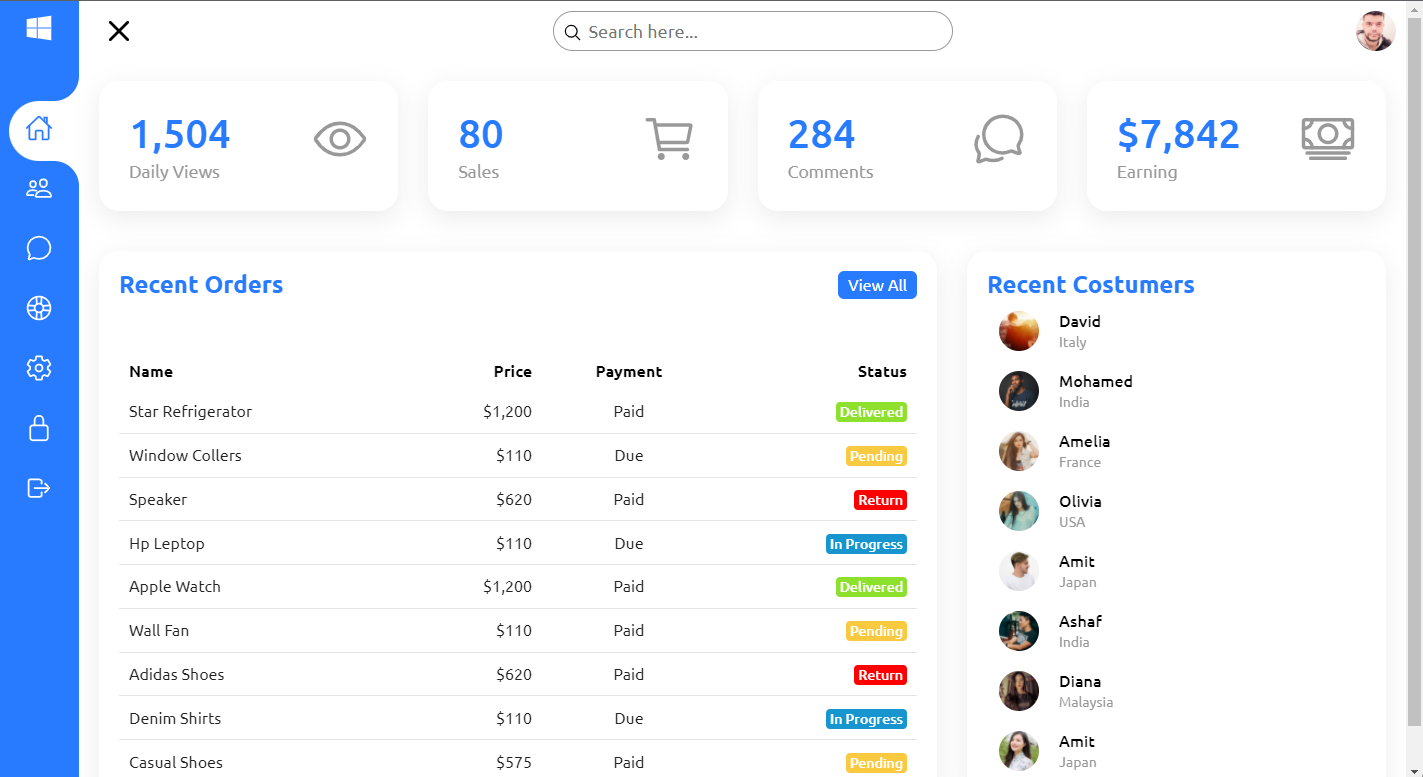 Search here...
1,504
Daily Views
80
Sales
284
Comments
$7,842
Earning
Recent Orders
View All
Name Price Payment Status
Star Refrigerator $1,200 Paid Delivered
Window Collers $110 Due Pending
Speaker $620 Paid Return
Hp Leptop $110 Due In Progress
Apple Watch $1,200 Paid Delivered
Wall Fan $110 Paid Pending
Adidas Shoes $620 Paid Return
Denim Shirts $110 Due In Progress
Casual Shoes $575 Paid Pending
Recent Costumers
David
Italy
Mohamed
India
Amelia
France
Olivia
USA
Amit
Japan
Ashaf
India
Diana
Malaysia
Amit
Japan